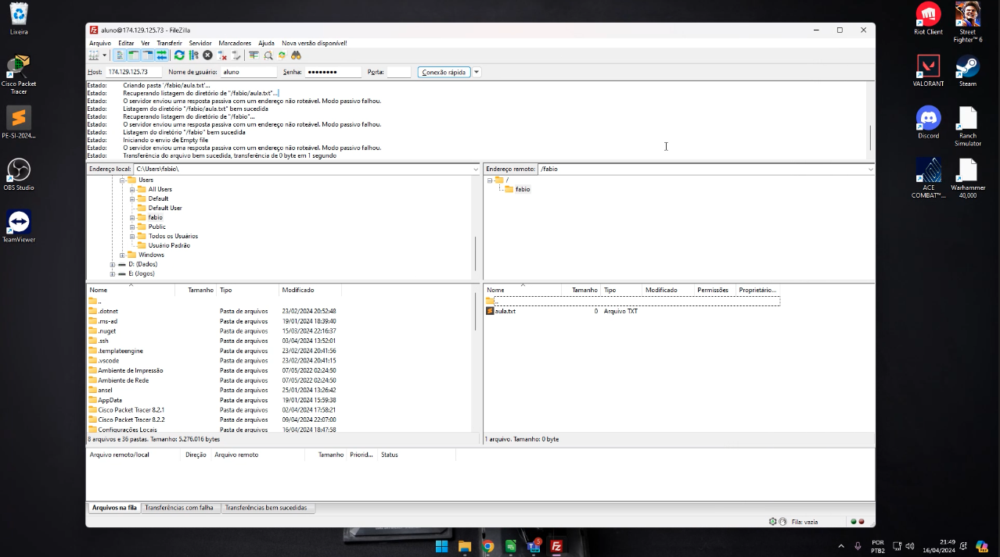 Lixeira
Cisco Packet
Tracer
PE-SI-2024...
OBS Studio
TeamViewer
aluno@174.129.125.73 - FileZilla
Arquivo Editar Ver Transferir Servidor Marcadores Ajuda Nova versão disponível!
Host: 174.129.125.73 Nome de usuário: aluno Senha: ●●●●●●●● Porta: Conexão rápida
Estado: Criando pasta '/fabio/aula.txt'...
Estado: Recuperando listagem do diretório de "/fabio/aula.txt"...
Estado: O servidor enviou uma resposta passiva com um endereço não roteável. Modo passivo falhou.
Estado: Listagem do diretório "/fabio/aula.txt" bem sucedida
Estado: Recuperando listagem do diretório de "/fabio"...
Estado: O servidor enviou uma resposta passiva com um endereço não roteável. Modo passivo falhou.
Estado: Listagem do diretório "/fabio" bem sucedida
Estado: Iniciando o envio de Empty file
Estado: O servidor enviou uma resposta passiva com um endereço não roteável. Modo passivo falhou.
Estado: Transferência do arquivo bem sucedida, transferência de 0 byte em 1 segundo
Endereço local: C:\Users\fabio\
Users
All Users
Default
Default User
fabio
Public
Todos os Usuários
Usuário Padrão
Windows
D: (Dados)
E: (Jogos)
Endereço remoto: /fabio
/
fabio
Nome Tamanho Tipo Modificado
..
.dotnet Pasta de arquivos 23/02/2024 20:52:48
.ms-ad Pasta de arquivos 19/01/2024 18:39:40
.nuget Pasta de arquivos 15/03/2024 22:16:37
.ssh Pasta de arquivos 03/04/2024 13:52:01
.templateengine Pasta de arquivos 23/02/2024 20:41:56
.vscode Pasta de arquivos 23/02/2024 20:41:15
Ambiente de Impressão Pasta de arquivos 07/05/2022 02:24:50
Ambiente de Rede Pasta de arquivos 07/05/2022 02:24:50
ansel Pasta de arquivos 25/01/2024 13:26:42
AppData Pasta de arquivos 19/01/2024 15:59:38
Cisco Packet Tracer 8.2.1 Pasta de arquivos 02/04/2024 17:58:21
Cisco Packet Tracer 8.2.2 Pasta de arquivos 09/04/2024 22:07:00
Configurações Locais Pasta de arquivos 16/04/2024 18:47:58
8 arquivos e 36 pastas. Tamanho: 5.276.016 bytes
Nome Tamanho Tipo Modificado Permissões Proprietário...
..
aula.txt 0 Arquivo TXT
1 arquivo. Tamanho: 0 byte
Arquivo remoto/local Direção Arquivo remoto Tamanho Priorid... Status
Arquivos na fila Transferências com falha Transferências bem sucedidas
Fila: vazia
Riot Client
Street
Fighter™ 6
VALORANT
Steam
Discord
Ranch
Simulator
ACE
COMBAT™...
Warhammer
40,000
5
POR
PTB2
21:49
16/04/2024